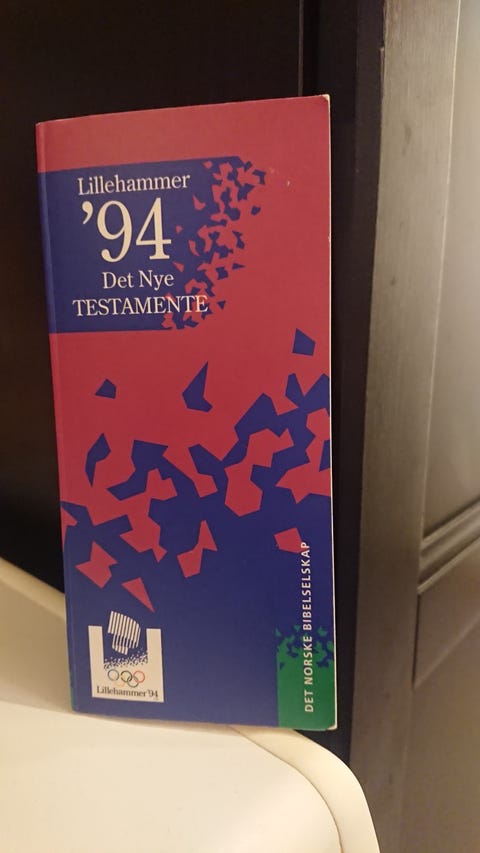 Lillehammer
’94
Det Nye
TESTAMENTE
Lillehammer’94
DET NORSKE BIBELSELSKAP